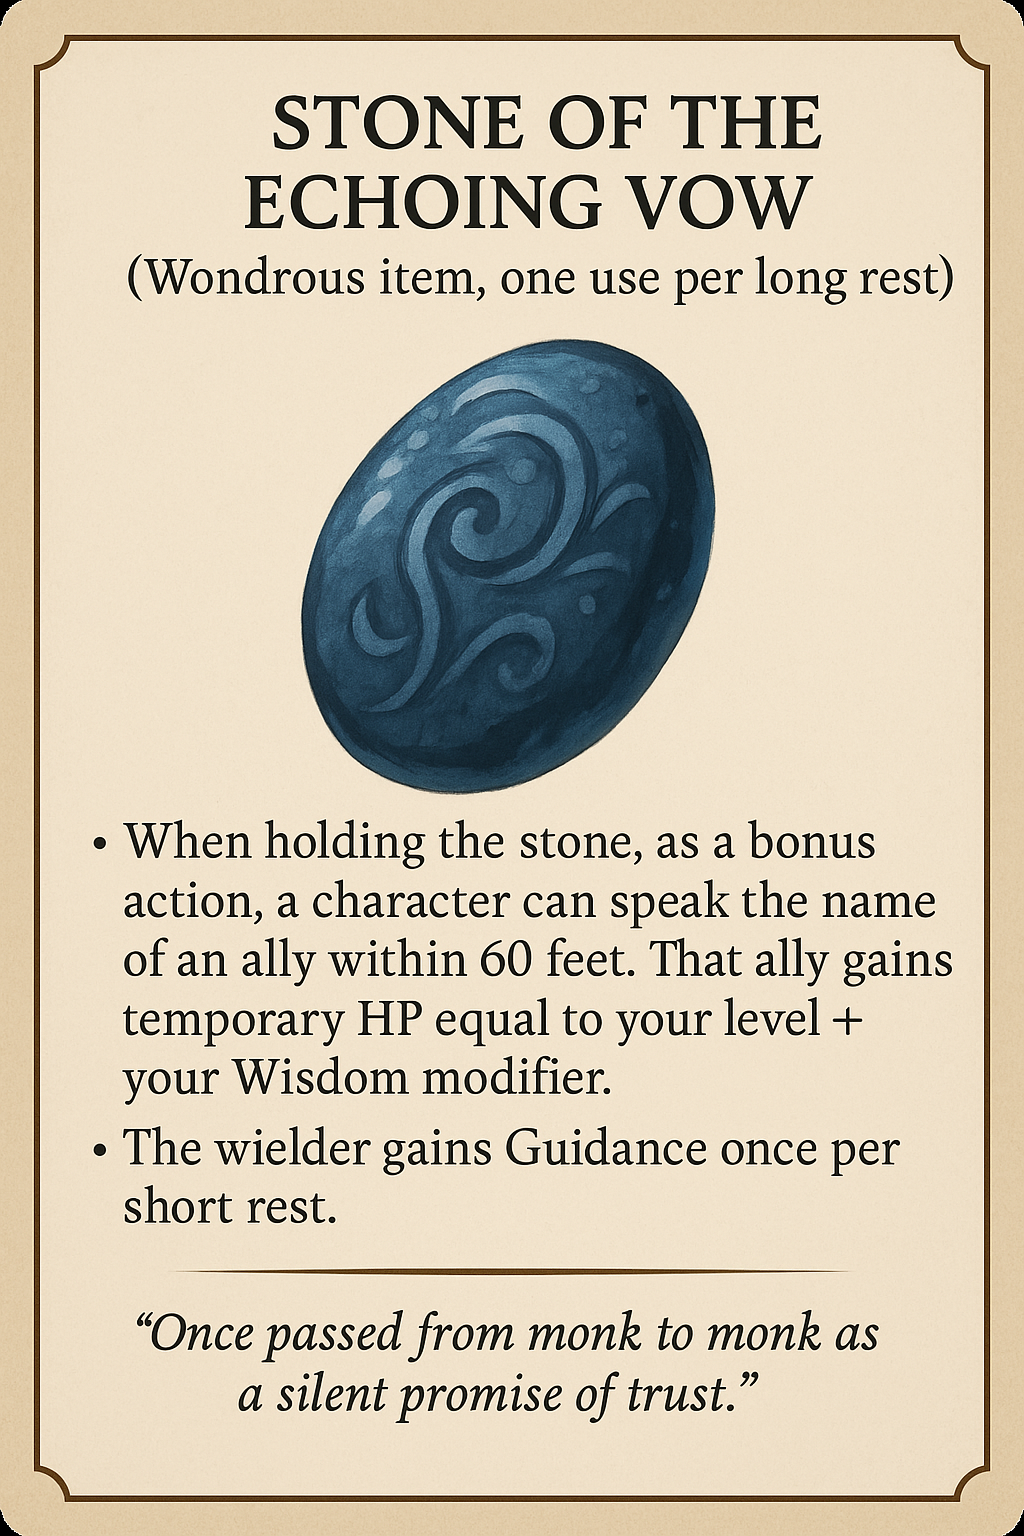 STONE OF THE
ECHOING VOW
(Wondrous item, one use per long rest)
• When holding the stone, as a bonus
action, a character can speak the name
of an ally within 60 feet. That ally gains
temporary HP equal to your level +
your Wisdom modifier.
• The wielder gains Guidance once per
short rest.
“Once passed from monk to monk as
a silent promise of trust.”